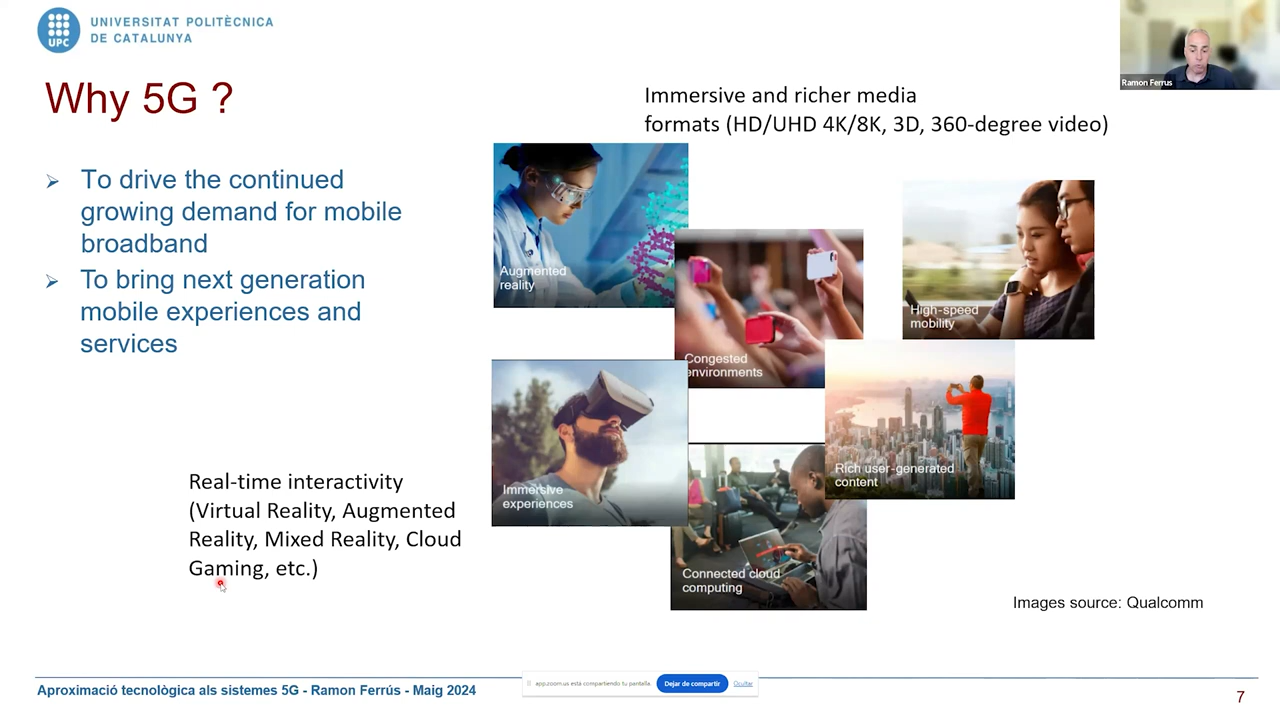 UNIVERSITAT POLITÈCNICA
DE CATALUNYA
UPC
Ramon Ferrus
Why 5G ?
Immersive and richer media
formats (HD/UHD 4K/8K, 3D, 360-degree video)
To drive the continued
growing demand for mobile
broadband
To bring next generation
mobile experiences and
services
Augmented
reality
Congested
environments
High-speed
mobility
Immersive
experiences
Rich user-generated
content
Connected cloud
computing
Real-time interactivity
(Virtual Reality, Augmented
Reality, Mixed Reality, Cloud
Gaming, etc.)
Images source: Qualcomm
Aproximació tecnològica als sistemes 5G - Ramon Ferrús - Maig 2024
app.zoom.us está compartiendo tu pantalla.
Dejar de compartir
Ocultar
7